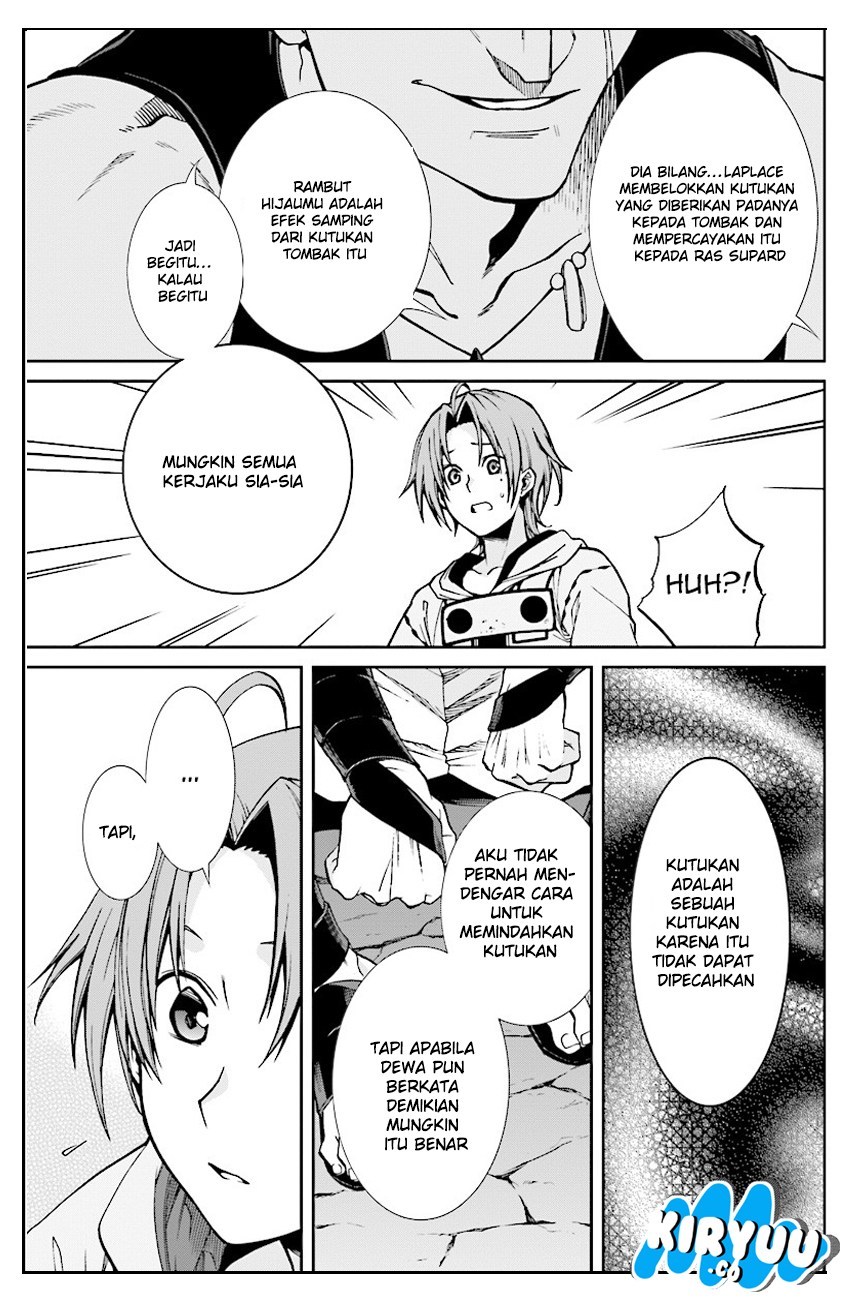 DIA BILANG...LAPLACE
MEMBELOKKAN KUTUKAN
YANG DIBERIKAN PADANYA
KEPADA TOMBAK DAN
MEMPERCAYAKAN ITU
KEPADA RAS SUPARD
RAMBUT
HIJAUMU ADALAH
EFEK SAMPING
DARI KUTUKAN
TOMBAK ITU
JADI
BEGITU...
KALAU
BEGITU
MUNGKIN SEMUA
KERJAKU SIA-SIA
HUH?!
KUTUKAN
ADALAH
SEBUAH
KUTUKAN
KARENA ITU
TIDAK DAPAT
DIPECAHKAN
AKU TIDAK
PERNAH MEN-
DENGAR CARA
UNTUK
MEMINDAHKAN
KUTUKAN
TAPI APABILA
DEWA PUN
BERKATA
DEMIKIAN
MUNGKIN
ITU BENAR
...
TAPI,
KIRYUU
.CO